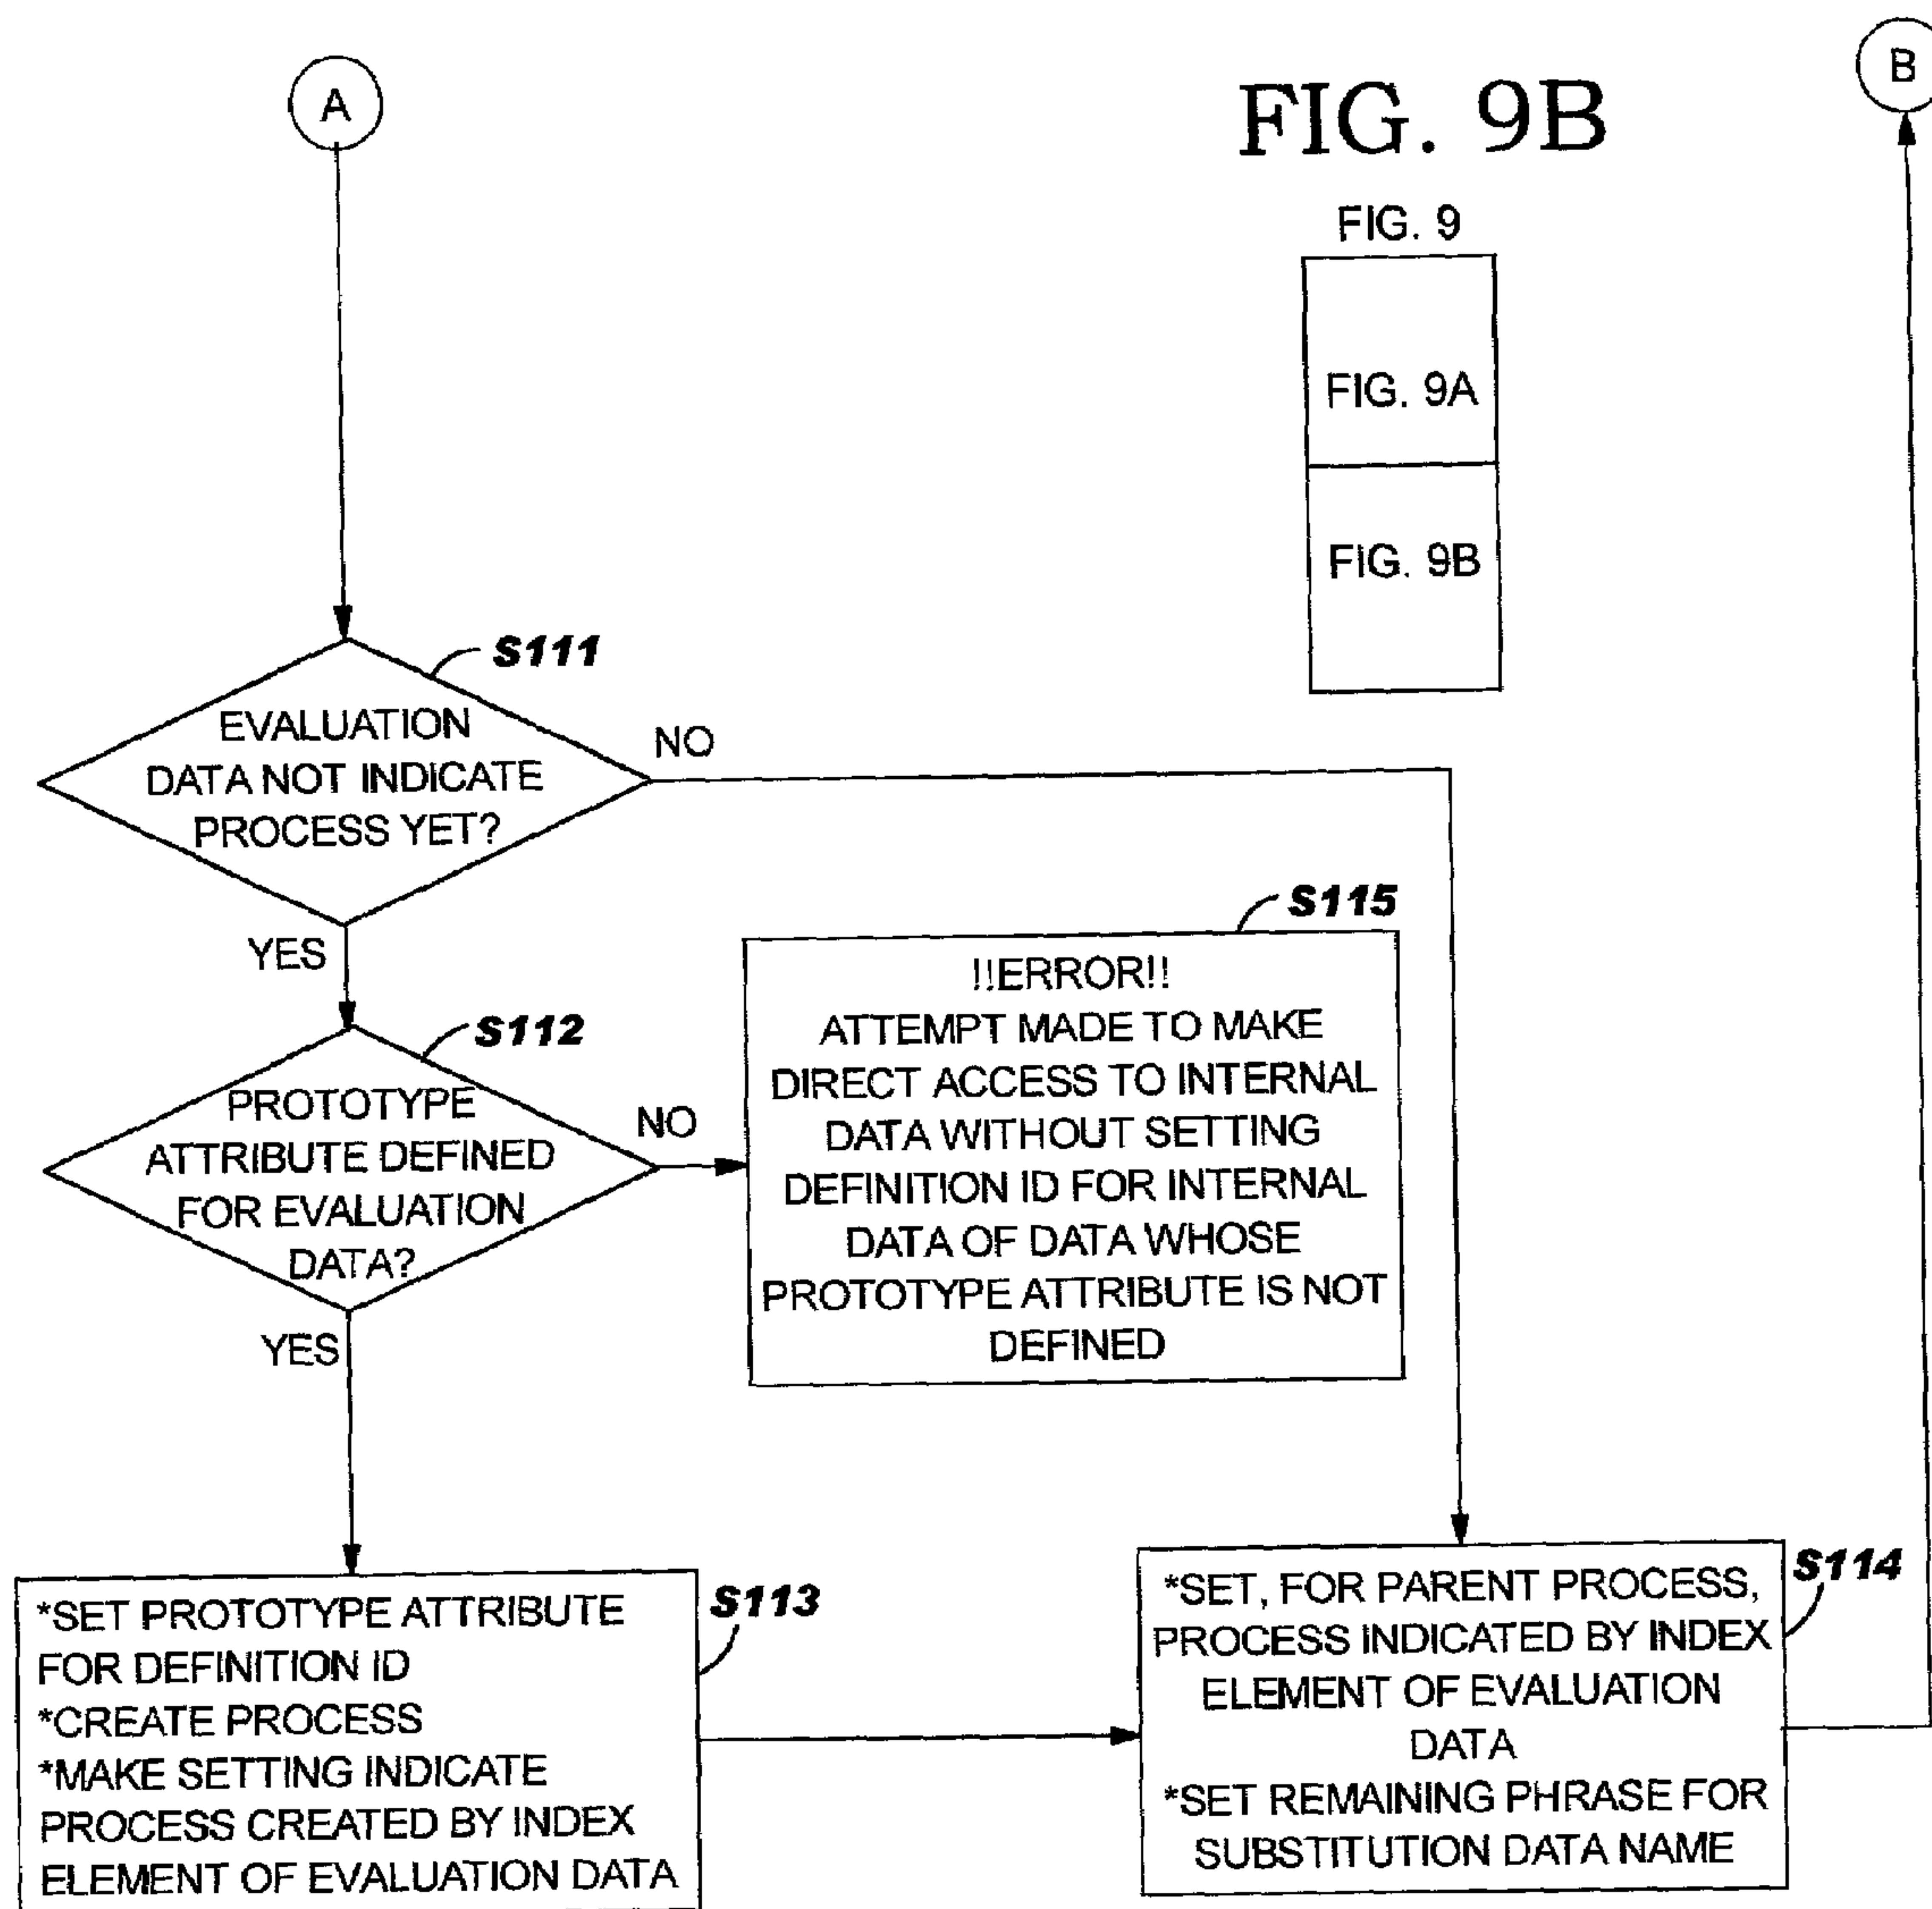 A
B
FIG. 9B
FIG. 9
FIG. 9A
FIG. 9B
S111
EVALUATION
DATA NOT INDICATE
PROCESS YET?
NO
YES
S112
PROTOTYPE
ATTRIBUTE DEFINED
FOR EVALUATION
DATA?
NO
YES
S115
!!ERROR!!
ATTEMPT MADE TO MAKE
DIRECT ACCESS TO INTERNAL
DATA WITHOUT SETTING
DEFINITION ID FOR INTERNAL
DATA OF DATA WHOSE
PROTOTYPE ATTRIBUTE IS NOT
DEFINED
S113
*SET PROTOTYPE ATTRIBUTE
FOR DEFINITION ID
*CREATE PROCESS
*MAKE SETTING INDICATE
PROCESS CREATED BY INDEX
ELEMENT OF EVALUATION DATA
S114
*SET, FOR PARENT PROCESS,
PROCESS INDICATED BY INDEX
ELEMENT OF EVALUATION
DATA
*SET REMAINING PHRASE FOR
SUBSTITUTION DATA NAME